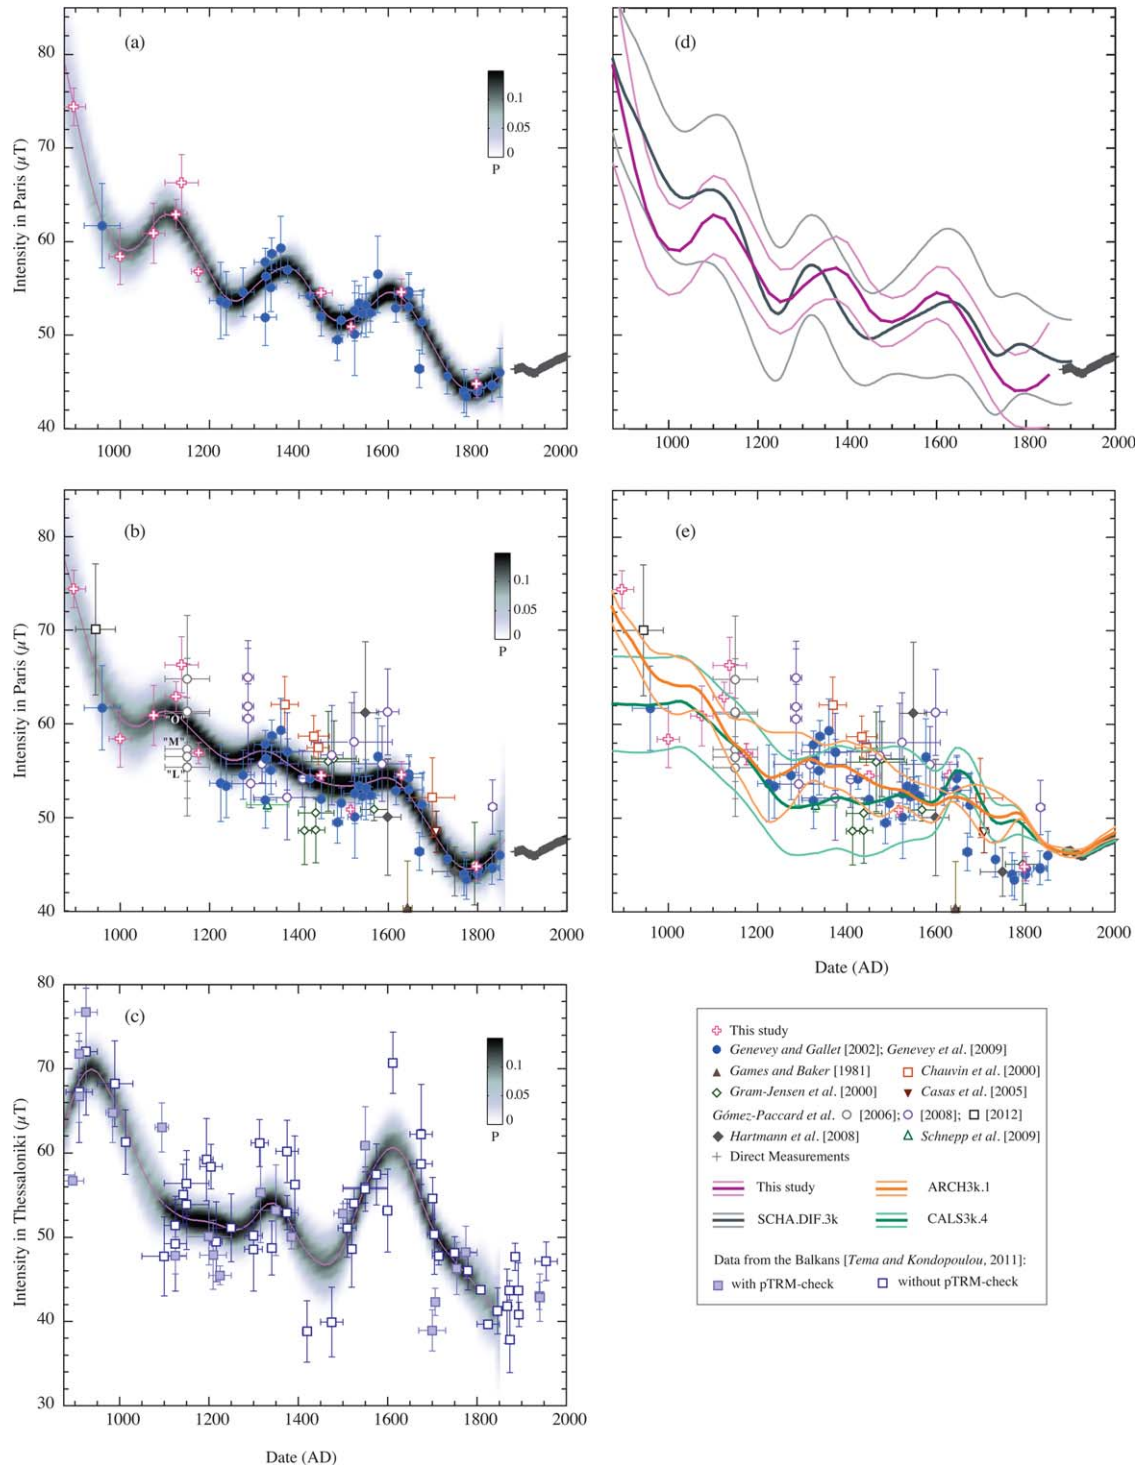 (a)
Intensity in Paris (μT)
80
70
60
50
40
0.1
0.05
0
P
1000 1200 1400 1600 1800 2000
(d)
1000 1200 1400 1600 1800 2000
(b)
Intensity in Paris (μT)
80
70
60
50
40
0.1
0.05
0
P
"O"
"M"
"L"
1000 1200 1400 1600 1800 2000
(e)
1000 1200 1400 1600 1800 2000
Date (AD)
(c)
Intensity in Thessaloniki (μT)
80
70
60
50
40
30
0.1
0.05
0
P
1000 1200 1400 1600 1800 2000
Date (AD)
This study
Genevey and Gallet [2002]; Genevey et al. [2009]
Games and Baker [1981] Chauvin et al. [2000]
Gram-Jensen et al. [2000] Casas et al. [2005]
Gómez-Paccard et al. [2006]; [2008]; [2012]
Hartmann et al. [2008] Schnepp et al. [2009]
Direct Measurements
This study ARCH3k.1
SCHA.DIF.3k CALS3k.4
Data from the Balkans [Tema and Kondopoulou, 2011]:
with pTRM-check without pTRM-check